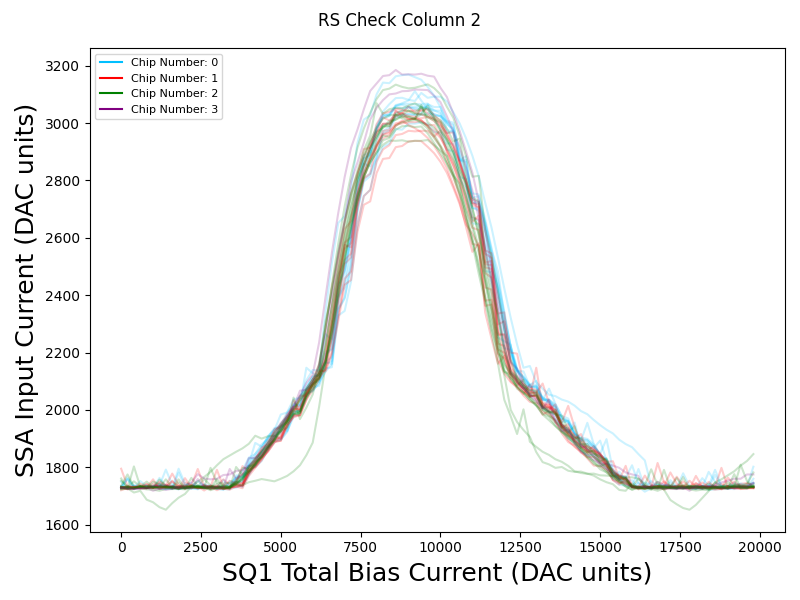 RS Check Column 2
Chip Number: 0
Chip Number: 1
Chip Number: 2
Chip Number: 3
SSA Input Current (DAC units)
3200
3000
2800
2600
2400
2200
2000
1800
1600
0 2500 5000 7500 10000 12500 15000 17500 20000
SQ1 Total Bias Current (DAC units)